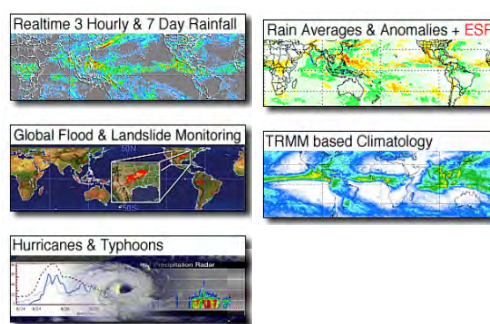 Realtime 3 Hourly & 7 Day Rainfall
Rain Averages & Anomalies + ESP
Global Flood & Landslide Monitoring
50N
50S
TRMM based Climatology
Hurricanes & Typhoons
Precipitation Radar